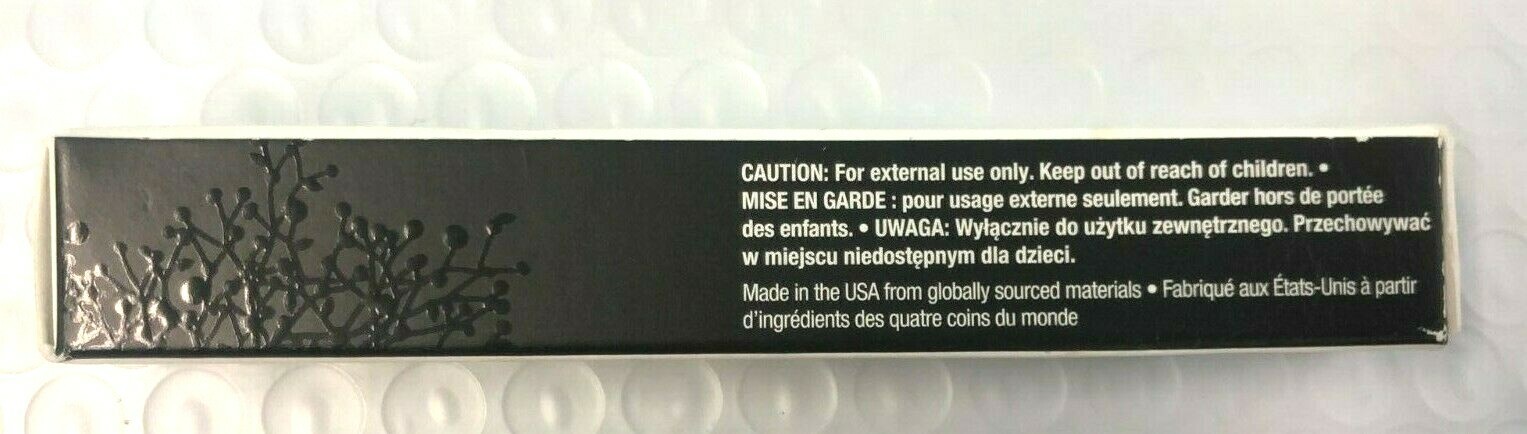 CAUTION: For external use only. Keep out of reach of children. •
MISE EN GARDE : pour usage externe seulement. Garder hors de portée
des enfants. • UWAGA: Wyłącznie do użytku zewnętrznego. Przechowywać
w miejscu niedostępnym dla dzieci.
Made in the USA from globally sourced materials • Fabriqué aux États-Unis à partir
d'ingrédients des quatre coins du monde